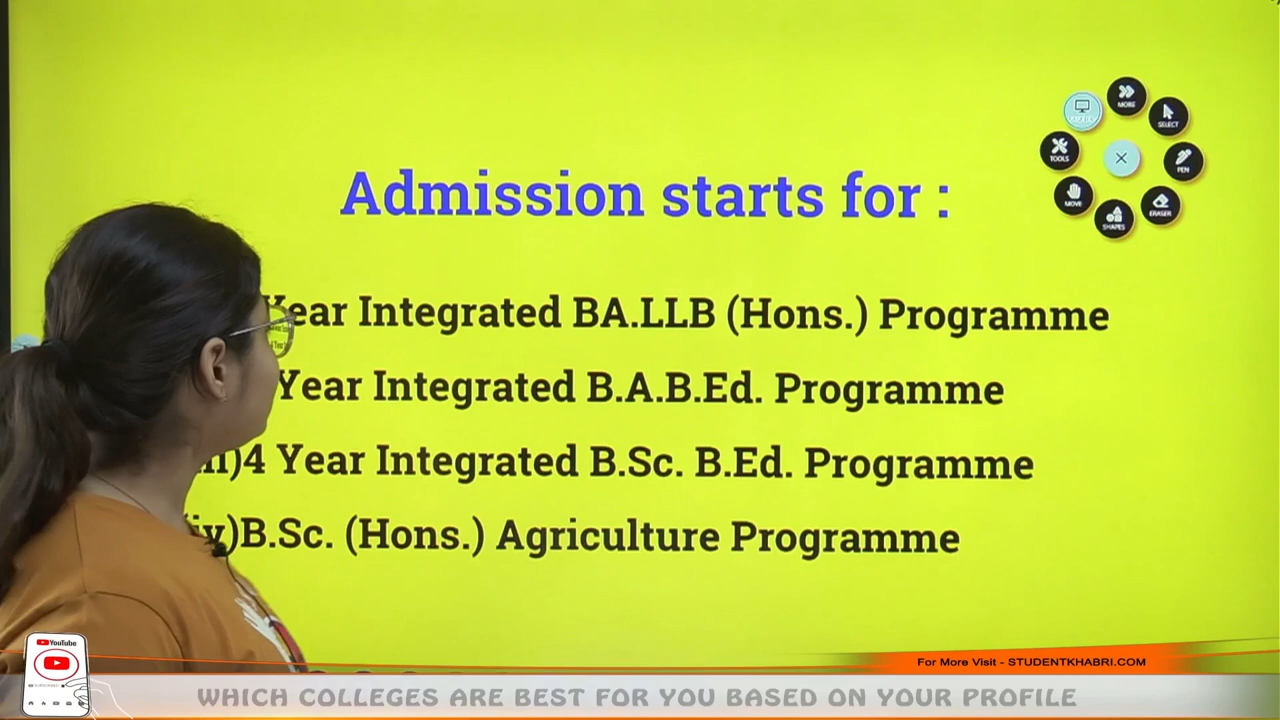 MORE
SELECT
TOOLS
PEN
MOVE
ERASER
SHAPES
Admission starts for :
Year Integrated BA.LLB (Hons.) Programme
Year Integrated B.A.B.Ed. Programme
4 Year Integrated B.Sc. B.Ed. Programme
iv)B.Sc. (Hons.) Agriculture Programme
YouTube
For More Visit - STUDENTKHABRI.COM
WHICH COLLEGES ARE BEST FOR YOU BASED ON YOUR PROFILE